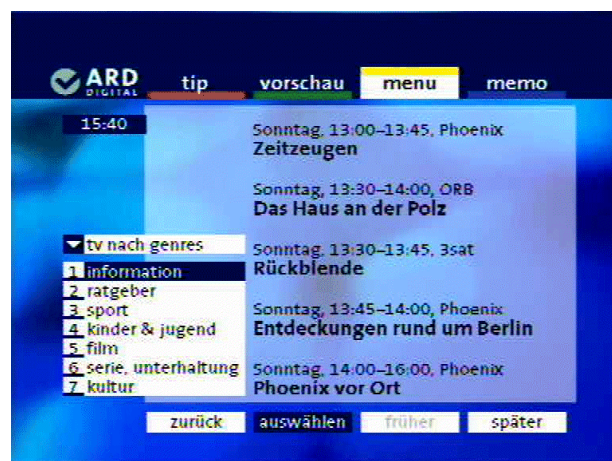 ARD DIGITAL
tip vorschau menu memo
15:40
Sonntag, 13:00–13:45, Phoenix
Zeitzeugen
Sonntag, 13:30–14:00, ORB
Das Haus an der Polz
tv nach genres
Sonntag, 13:30–13:45, 3sat
Rückblende
1 information
2 ratgeber
3 sport
4 kinder & jugend
5 film
6 serie, unterhaltung
7 kultur
Sonntag, 13:45–14:00, Phoenix
Entdeckungen rund um Berlin
Sonntag, 14:00–16:00, Phoenix
Phoenix vor Ort
zurück auswählen früher später